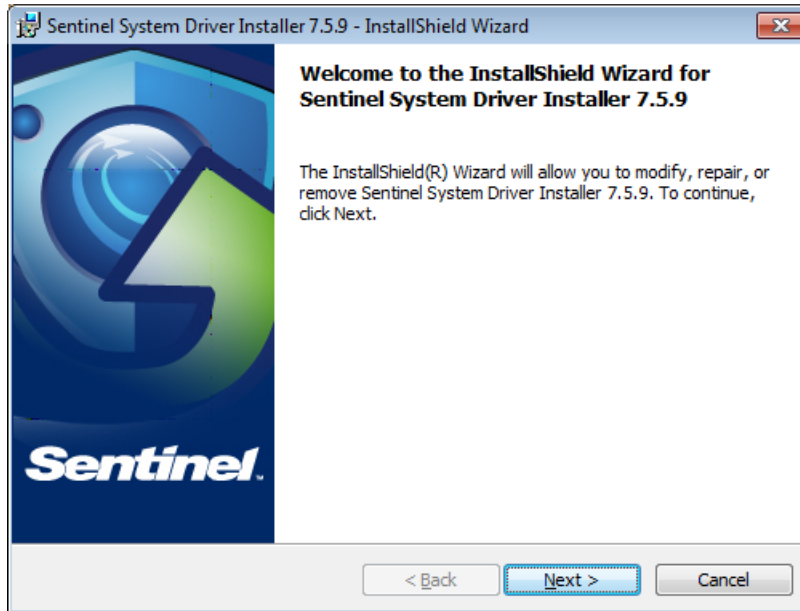 Sentinel System Driver Installer 7.5.9 - InstallShield Wizard
Welcome to the InstallShield Wizard for
Sentinel System Driver Installer 7.5.9
The InstallShield(R) Wizard will allow you to modify, repair, or
remove Sentinel System Driver Installer 7.5.9. To continue,
click Next.
Sentinel.
< Back
Next >
Cancel